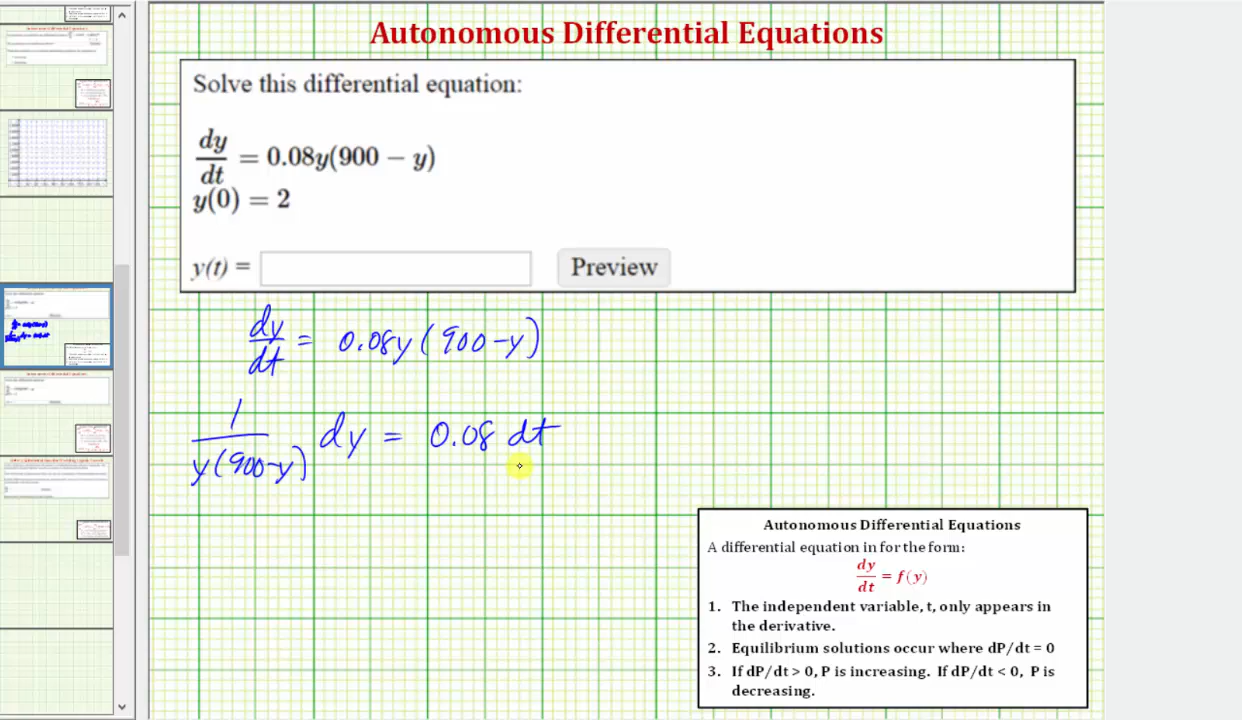 Autonomous Differential Equations
Solve this differential equation:
dy/dt = 0.08y(900 − y)
y(0) = 2
y(t) =
Preview
dy/dt = 0.08y(900-y)
1/y(900-y) dy = 0.08 dt
Autonomous Differential Equations
A differential equation in for the form:
dy/dt = f(y)
1. The independent variable, t, only appears in
the derivative.
2. Equilibrium solutions occur where dP/dt = 0
3. If dP/dt > 0, P is increasing. If dP/dt < 0, P is
decreasing.